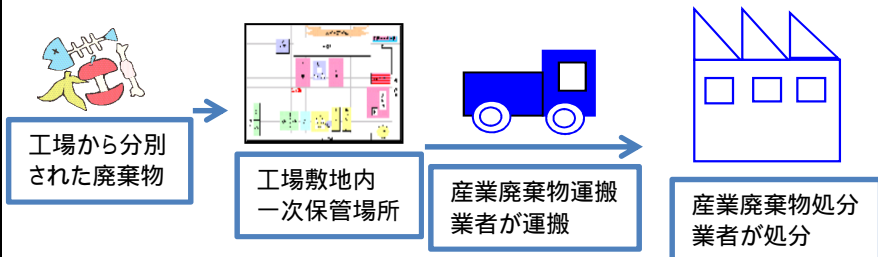 工場から分別
された廃棄物
工場敷地内
一次保管場所
産業廃棄物運搬
業者が運搬
産業廃棄物処分
業者が処分